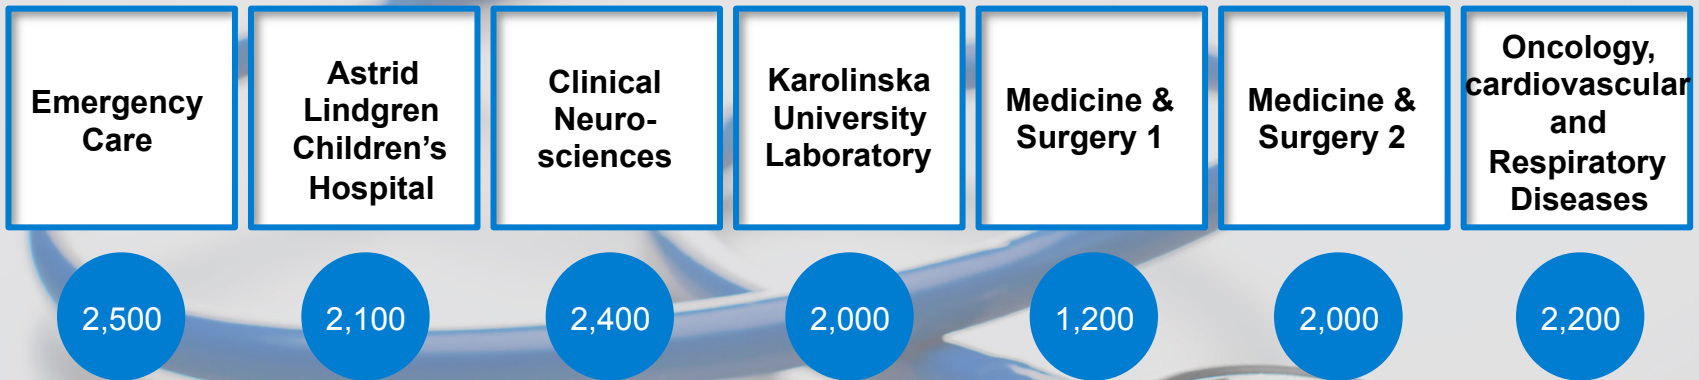 Emergency
Care
Astrid
Lindgren
Children’s
Hospital
Clinical
Neuro-
sciences
Karolinska
University
Laboratory
Medicine &
Surgery 1
Medicine &
Surgery 2
Oncology,
cardiovascular
and
Respiratory
Diseases
2,500
2,100
2,400
2,000
1,200
2,000
2,200